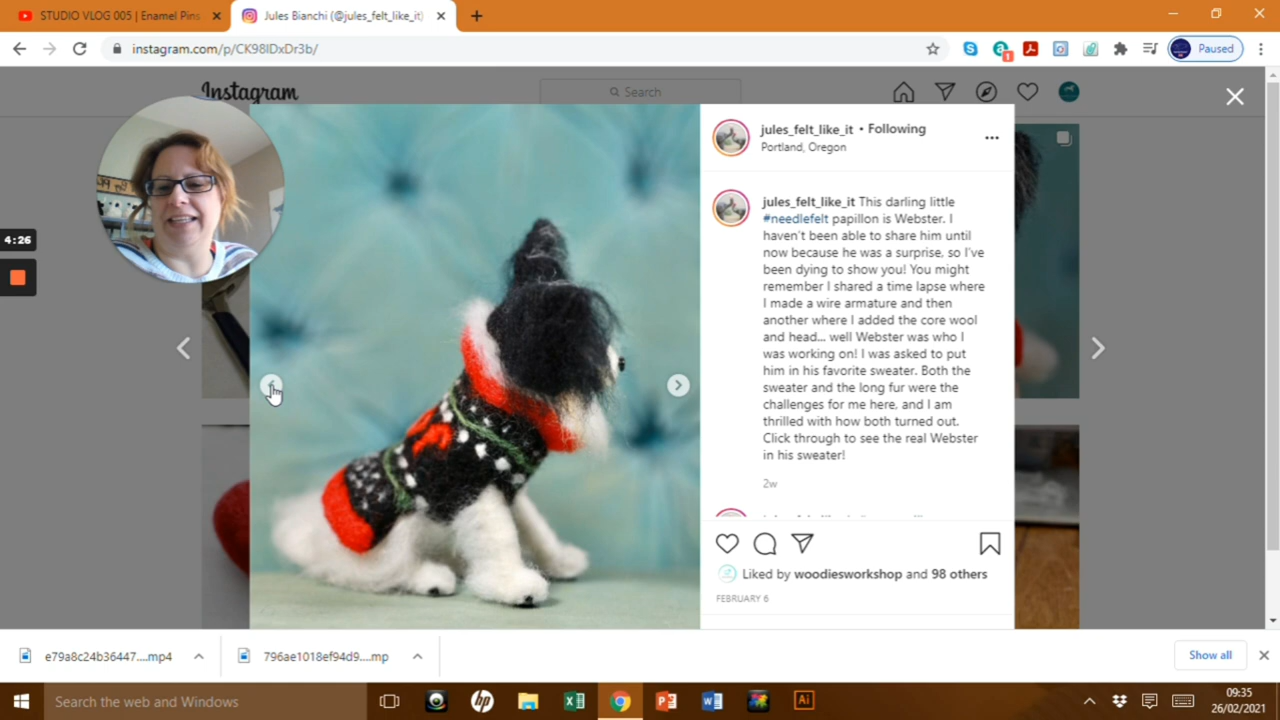 STUDIO VLOG 005 | Enamel Pins
Jules Bianchi (@jules_felt_like_it)
instagram.com/p/CK98lDxDr3b/
1
Paused
Instagram
Search
4:26
jules_felt_like_it • Following
Portland, Oregon
jules_felt_like_it This darling little
#needlefelt papillon is Webster. I
haven't been able to share him until
now because he was a surprise, so I've
been dying to show you! You might
remember I shared a time lapse where
I made a wire armature and then
another where I added the core wool
and head... well Webster was who I
was working on! I was asked to put
him in his favorite sweater. Both the
sweater and the long fur were the
challenges for me here, and I am
thrilled with how both turned out.
Click through to see the real Webster
in his sweater!
2w
Liked by woodiesworkshop and 98 others
FEBRUARY 6
e79a8c24b36447....mp4
796ae1018ef94d9....mp
Show all
Search the web and Windows
09:35
26/02/2021